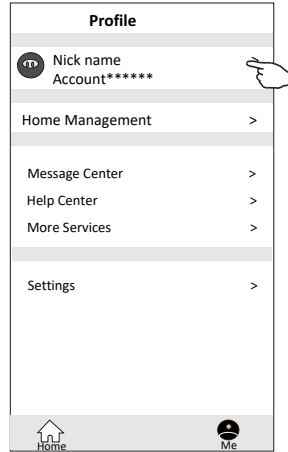 Profile
Nick name
Account******
Home Management >
Message Center >
Help Center >
More Services >
Settings >
Home Me